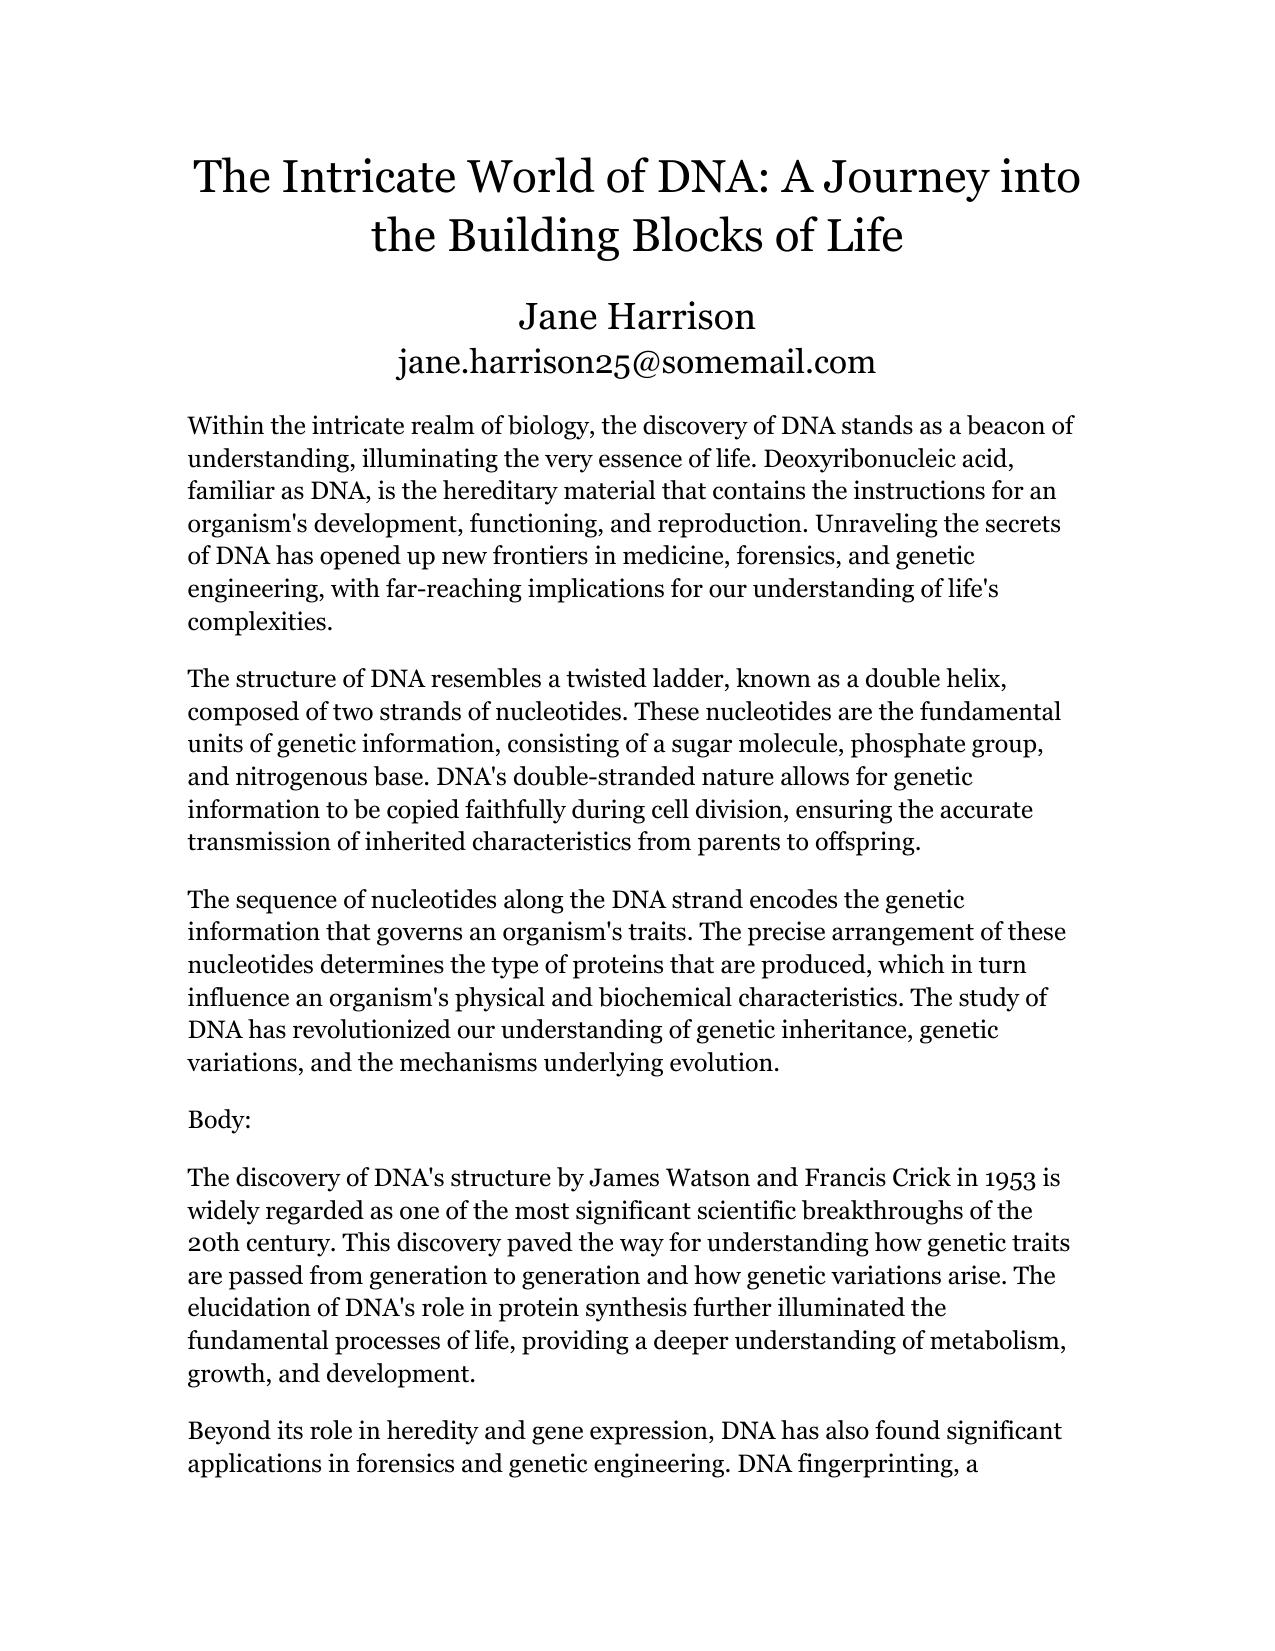 The Intricate World of DNA: A Journey into
the Building Blocks of Life
Jane Harrison
jane.harrison25@somemail.com
Within the intricate realm of biology, the discovery of DNA stands as a beacon of
understanding, illuminating the very essence of life. Deoxyribonucleic acid,
familiar as DNA, is the hereditary material that contains the instructions for an
organism's development, functioning, and reproduction. Unraveling the secrets
of DNA has opened up new frontiers in medicine, forensics, and genetic
engineering, with far-reaching implications for our understanding of life's
complexities.
The structure of DNA resembles a twisted ladder, known as a double helix,
composed of two strands of nucleotides. These nucleotides are the fundamental
units of genetic information, consisting of a sugar molecule, phosphate group,
and nitrogenous base. DNA's double-stranded nature allows for genetic
information to be copied faithfully during cell division, ensuring the accurate
transmission of inherited characteristics from parents to offspring.
The sequence of nucleotides along the DNA strand encodes the genetic
information that governs an organism's traits. The precise arrangement of these
nucleotides determines the type of proteins that are produced, which in turn
influence an organism's physical and biochemical characteristics. The study of
DNA has revolutionized our understanding of genetic inheritance, genetic
variations, and the mechanisms underlying evolution.
Body:
The discovery of DNA's structure by James Watson and Francis Crick in 1953 is
widely regarded as one of the most significant scientific breakthroughs of the
20th century. This discovery paved the way for understanding how genetic traits
are passed from generation to generation and how genetic variations arise. The
elucidation of DNA's role in protein synthesis further illuminated the
fundamental processes of life, providing a deeper understanding of metabolism,
growth, and development.
Beyond its role in heredity and gene expression, DNA has also found significant
applications in forensics and genetic engineering. DNA fingerprinting, a